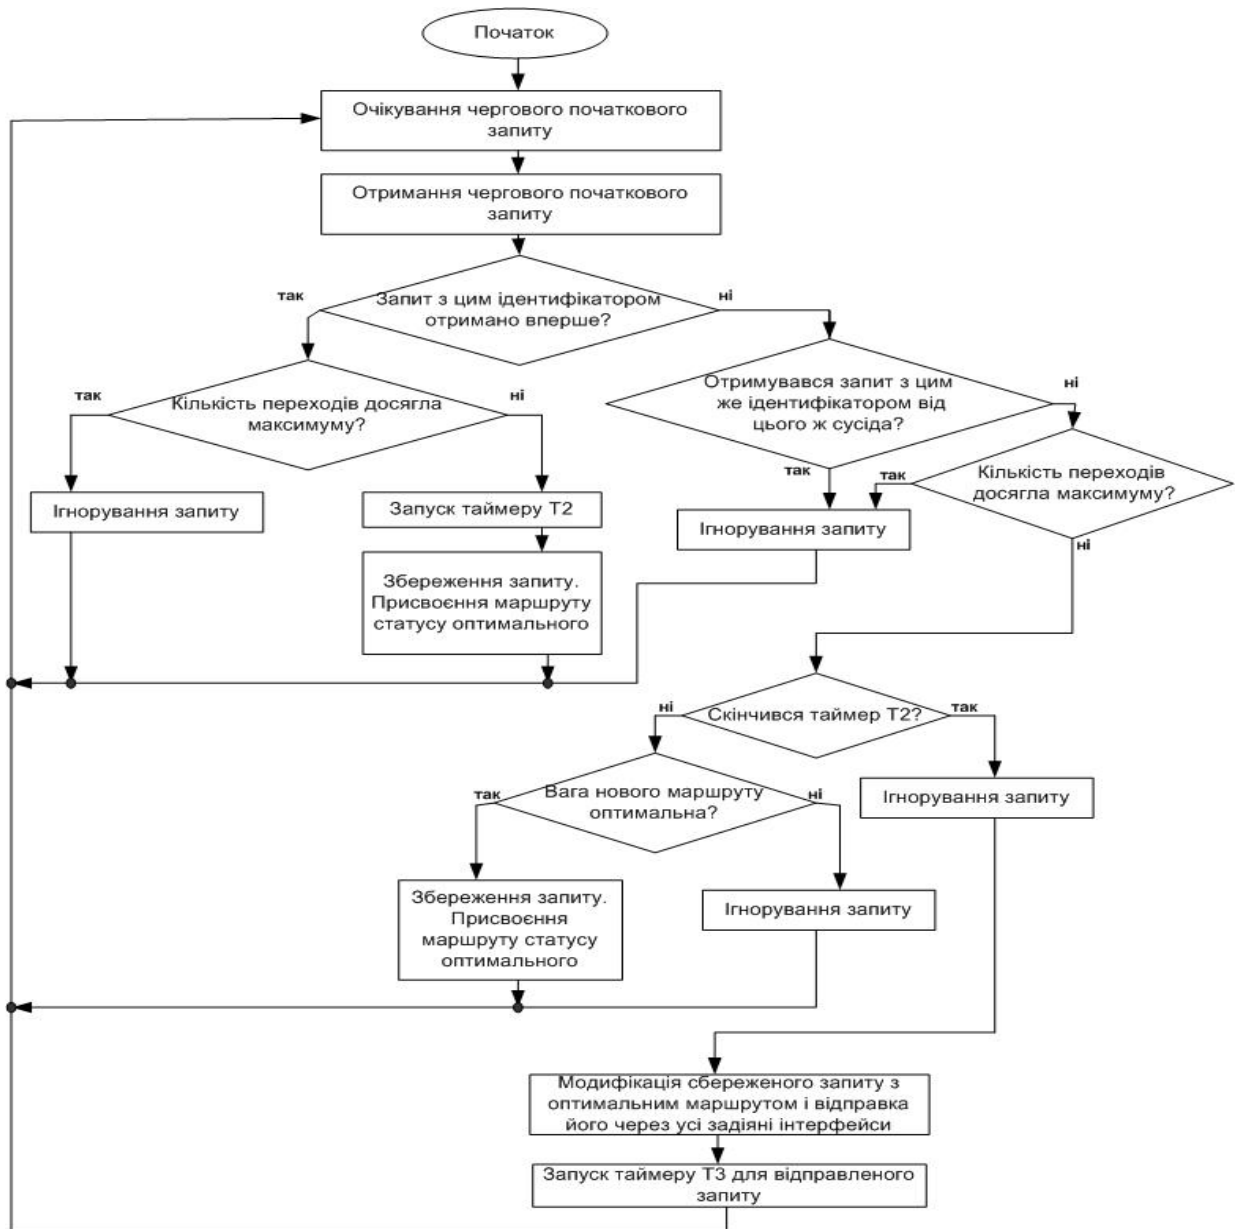 Початок
Очікування чергового початкового
запиту
Отримання чергового початкового
запиту
так
Запит з цим ідентифікатором
отримано вперше?
ні
так
Кількість переходів досягла
максимуму?
ні
Отримувався запит з цим
же ідентифікатором від
цього ж сусіда?
ні
так
так
Кількість переходів
досягла максимуму?
ні
Ігнорування запиту
Запуск таймеру Т2
Ігнорування запиту
Збереження запиту.
Присвоєння маршруту
статусу оптимального
ні
Скінчився таймер Т2?
так
так
Вага нового маршруту
оптимальна?
ні
Ігнорування запиту
Збереження запиту.
Присвоєння
маршруту статусу
оптимального
Ігнорування запиту
Модифікація сбереженого запиту з
оптимальним маршрутом і відправка
його через усі задіяні інтерфейси
Запуск таймеру Т3 для відправленого
запиту